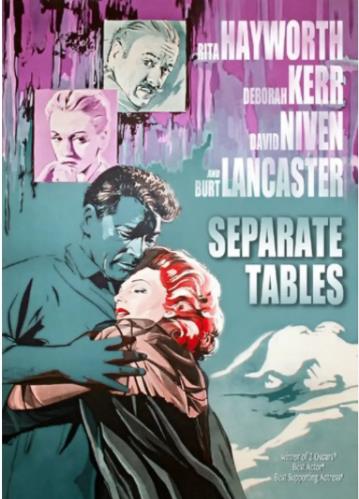 RITA HAYWORTH
DEBORAH KERR
DAVID NIVEN
AND BURT LANCASTER
SEPARATE
TABLES
winner of 2 Oscars®
Best Actor®
Best Supporting Actress®